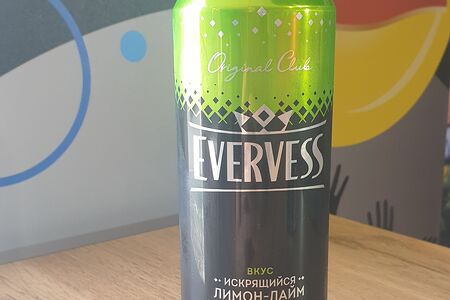 Original Club
EVERVESS
ВКУС
ИСКРЯЩИЙСЯ
ЛИМОН-ЛАЙМ